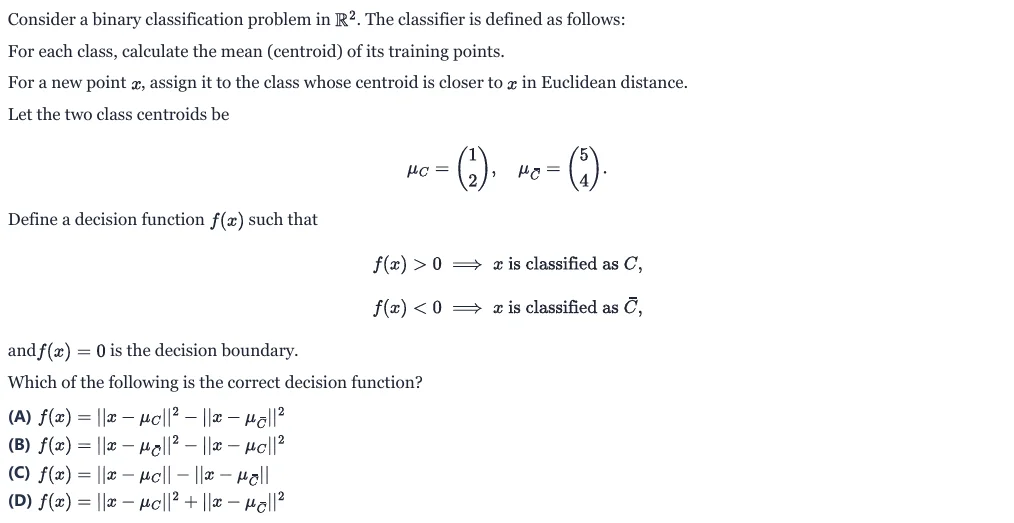 Consider a binary classification problem in ℝ². The classifier is defined as follows:
For each class, calculate the mean (centroid) of its training points.
For a new point x, assign it to the class whose centroid is closer to x in Euclidean distance.
Let the two class centroids be
μ_C = (1 2), μ_C̄ = (5 4).
Define a decision function f(x) such that
f(x) > 0 ⟹ x is classified as C,
f(x) < 0 ⟹ x is classified as C̄,
andf(x) = 0 is the decision boundary.
Which of the following is the correct decision function?
(A) f(x) = ||x − μ_C||² − ||x − μ_C̄||²
(B) f(x) = ||x − μ_C̄||² − ||x − μ_C||²
(C) f(x) = ||x − μ_C|| − ||x − μ_C̄||
(D) f(x) = ||x − μ_C||² + ||x − μ_C̄||²